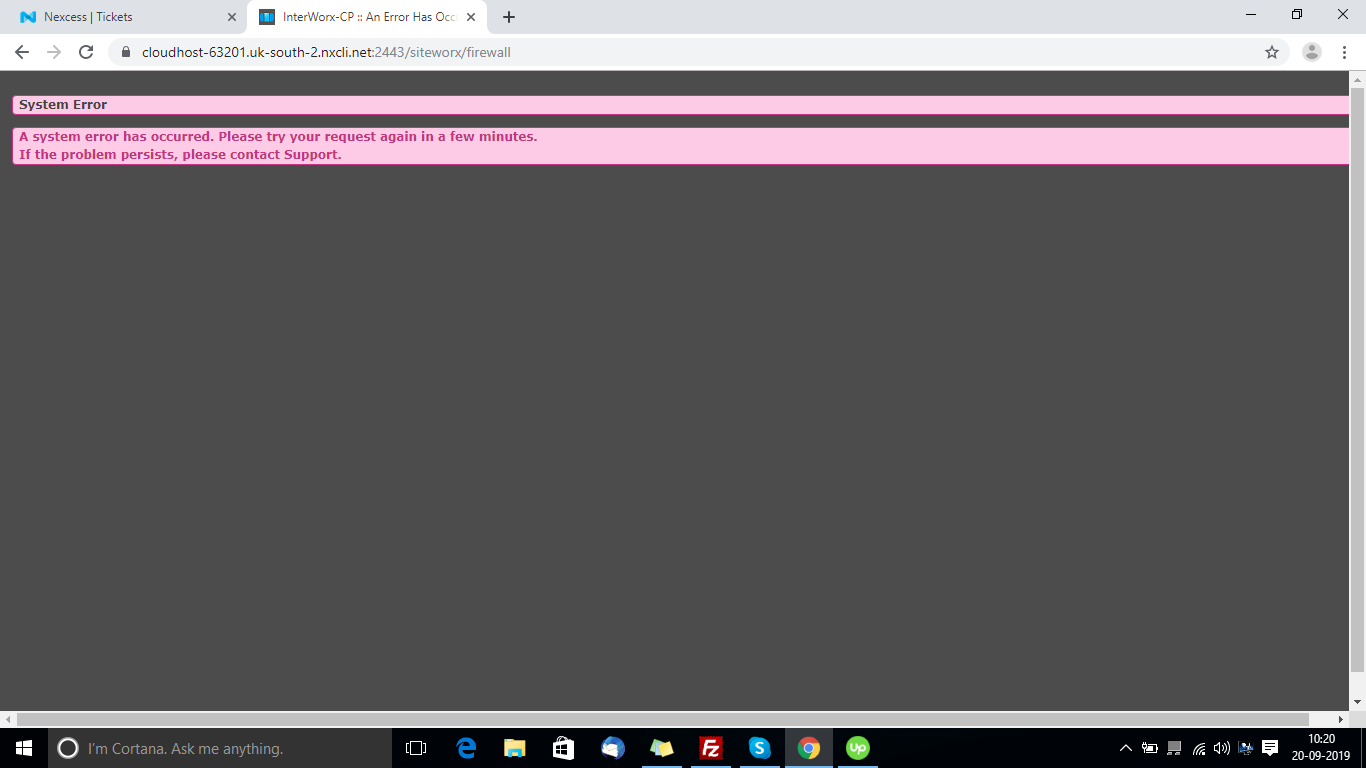 Nexcess | Tickets
InterWorx-CP :: An Error Has Occ
cloudhost-63201.uk-south-2.nxcli.net:2443/siteworx/firewall
System Error
A system error has occurred. Please try your request again in a few minutes.
If the problem persists, please contact Support.
I'm Cortana. Ask me anything.
Fz
S
Up
10:20
20-09-2019